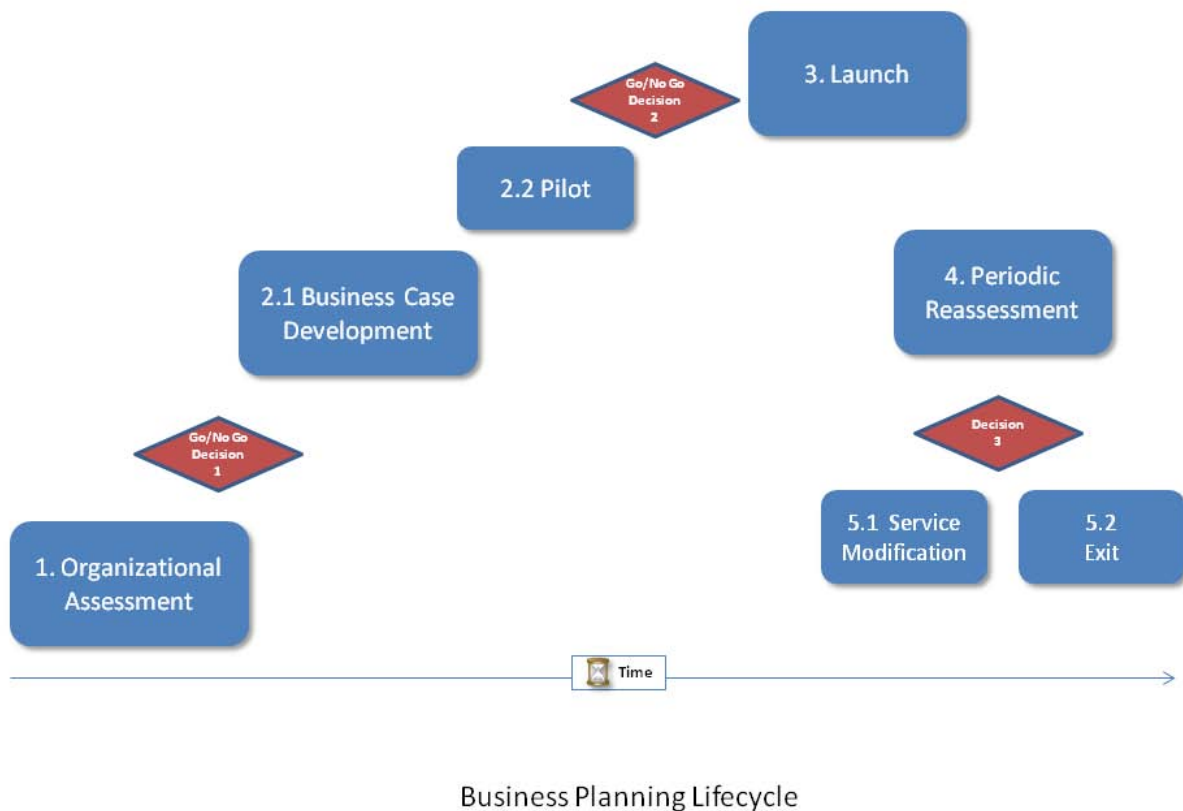 1. Organizational
Assessment
Go/No Go
Decision
1
2.1 Business Case
Development
2.2 Pilot
Go/No Go
Decision
2
3. Launch
4. Periodic
Reassessment
Decision
3
5.1 Service
Modification
5.2
Exit
Time
Business Planning Lifecycle